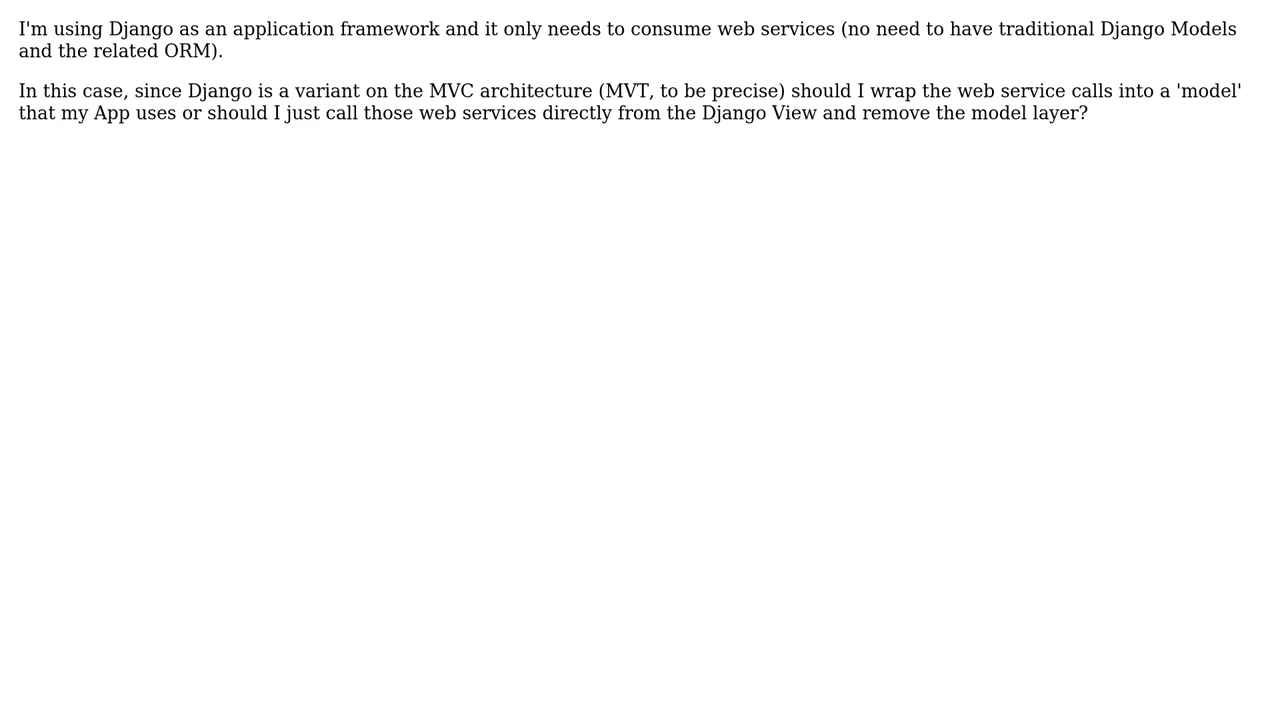 I'm using Django as an application framework and it only needs to consume web services (no need to have traditional Django Models
and the related ORM).
In this case, since Django is a variant on the MVC architecture (MVT, to be precise) should I wrap the web service calls into a 'model'
that my App uses or should I just call those web services directly from the Django View and remove the model layer?